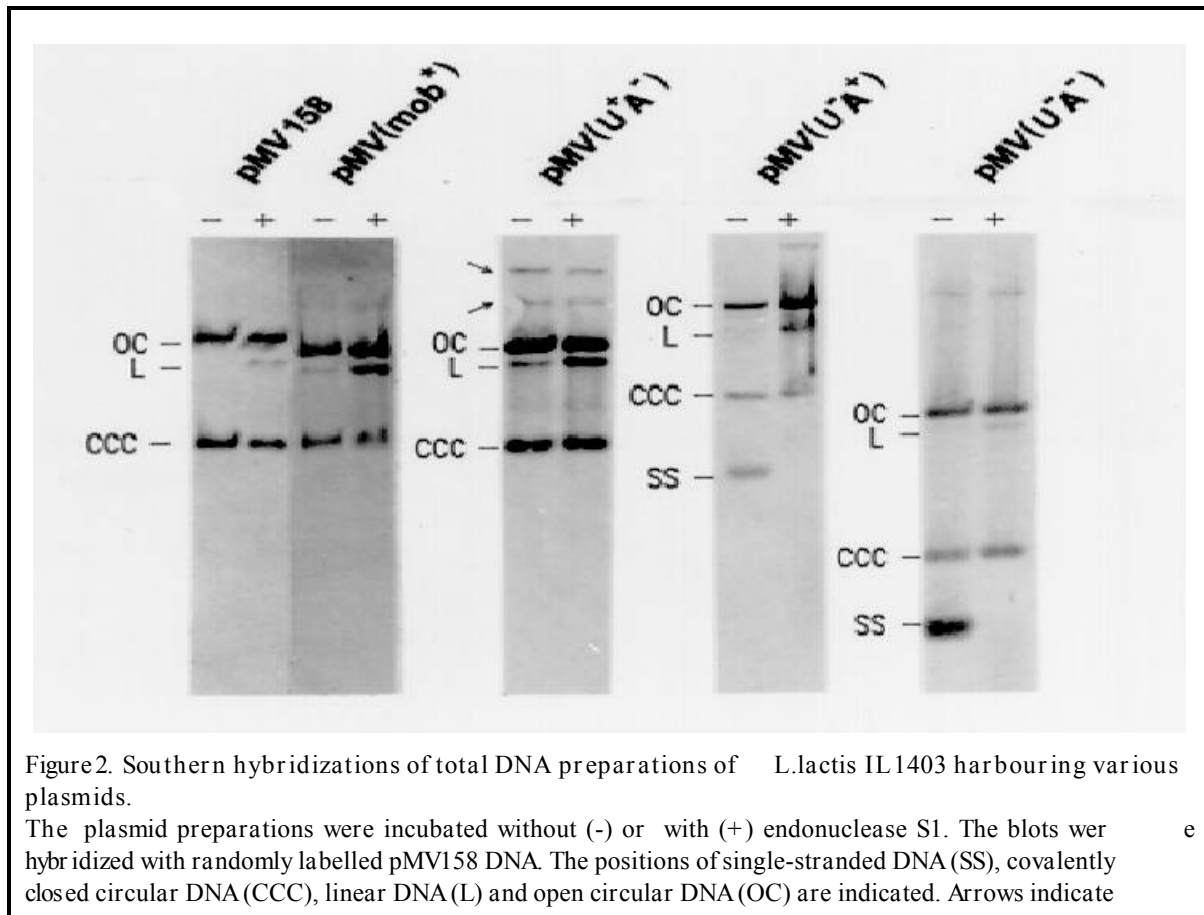 pMV158 pMV(mob*) pMV(U⁺A⁻) pMV(U⁻A⁺) pMV(U⁻A⁻)
− + − + − + − + − +
OC
L
CCC
OC
L
CCC
OC
L
CCC
SS
OC
L
CCC
SS
Figure 2. Southern hybridizations of total DNA preparations of L.lactis IL1403 harbouring various
plasmids.
The plasmid preparations were incubated without (-) or with (+) endonuclease S1. The blots wer e
hybridized with randomly labelled pMV158 DNA. The positions of single-stranded DNA (SS), covalently
closed circular DNA (CCC), linear DNA (L) and open circular DNA (OC) are indicated. Arrows indicate